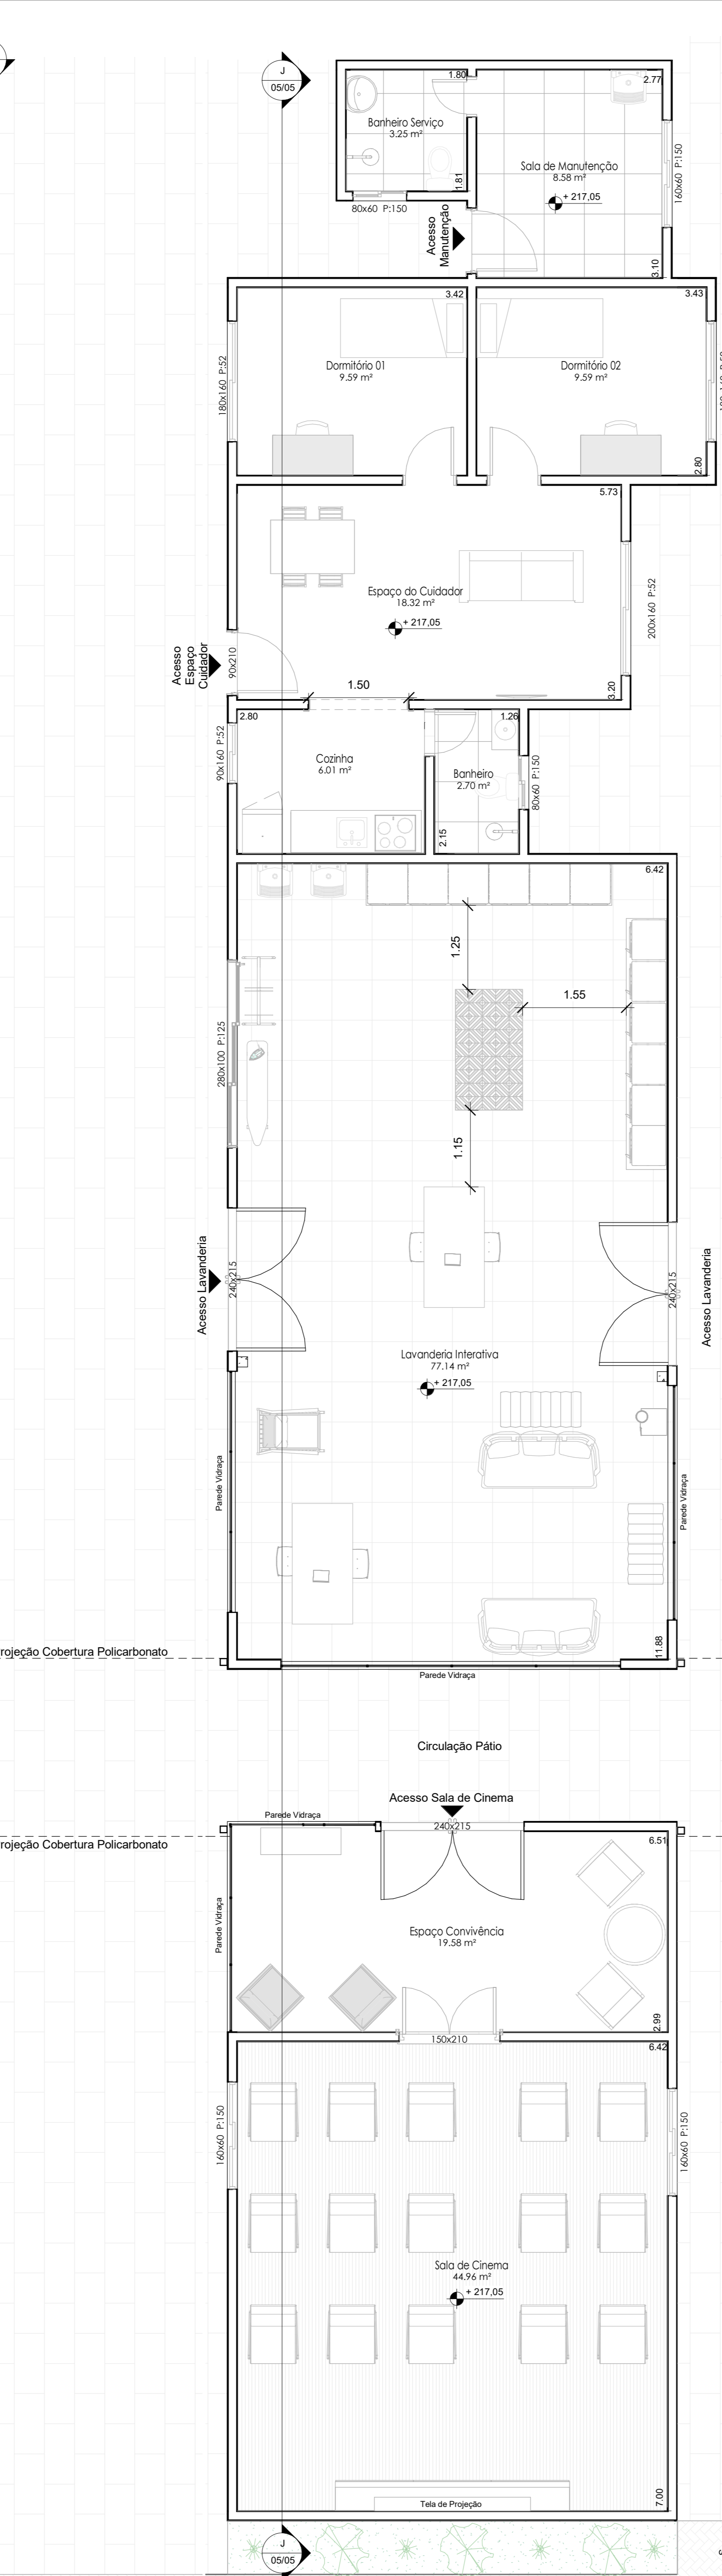 J
05/05
1.80
2.77
Banheiro Serviço
3.25 m²
Sala de Manutenção
8.58 m²
+ 217,05
160x60 P:150
1.81
80x60 P:150
Acesso
Manutenção
3.10
3.42
3.43
Dormitório 01
9.59 m²
Dormitório 02
9.59 m²
180x160 P:52
2.80
5.73
Espaço do Cuidador
18.32 m²
+ 217,05
200x160 P:52
Acesso
Espaço
Cuidador
90x210
1.50
3.20
2.80
1.26
90x160 P:52
Cozinha
6.01 m²
Banheiro
2.70 m²
80x60 P:150
2.15
6.42
1.25
1.55
280x100 P:125
1.15
Acesso Lavanderia
240x215
240x215
Acesso Lavanderia
Lavanderia Interativa
77.14 m²
+ 217,05
Parede Vidraça
Parede Vidraça
11.88
rojeção Cobertura Policarbonato
Parede Vidraça
Circulação Pátio
Acesso Sala de Cinema
Parede Vidraça
240x215
rojeção Cobertura Policarbonato
6.51
Parede Vidraça
Espaço Convivência
19.58 m²
2.99
150x210
6.42
160x60 P:150
160x60 P:150
Sala de Cinema
44.96 m²
+ 217,05
7.00
Tela de Projeção
J
05/05